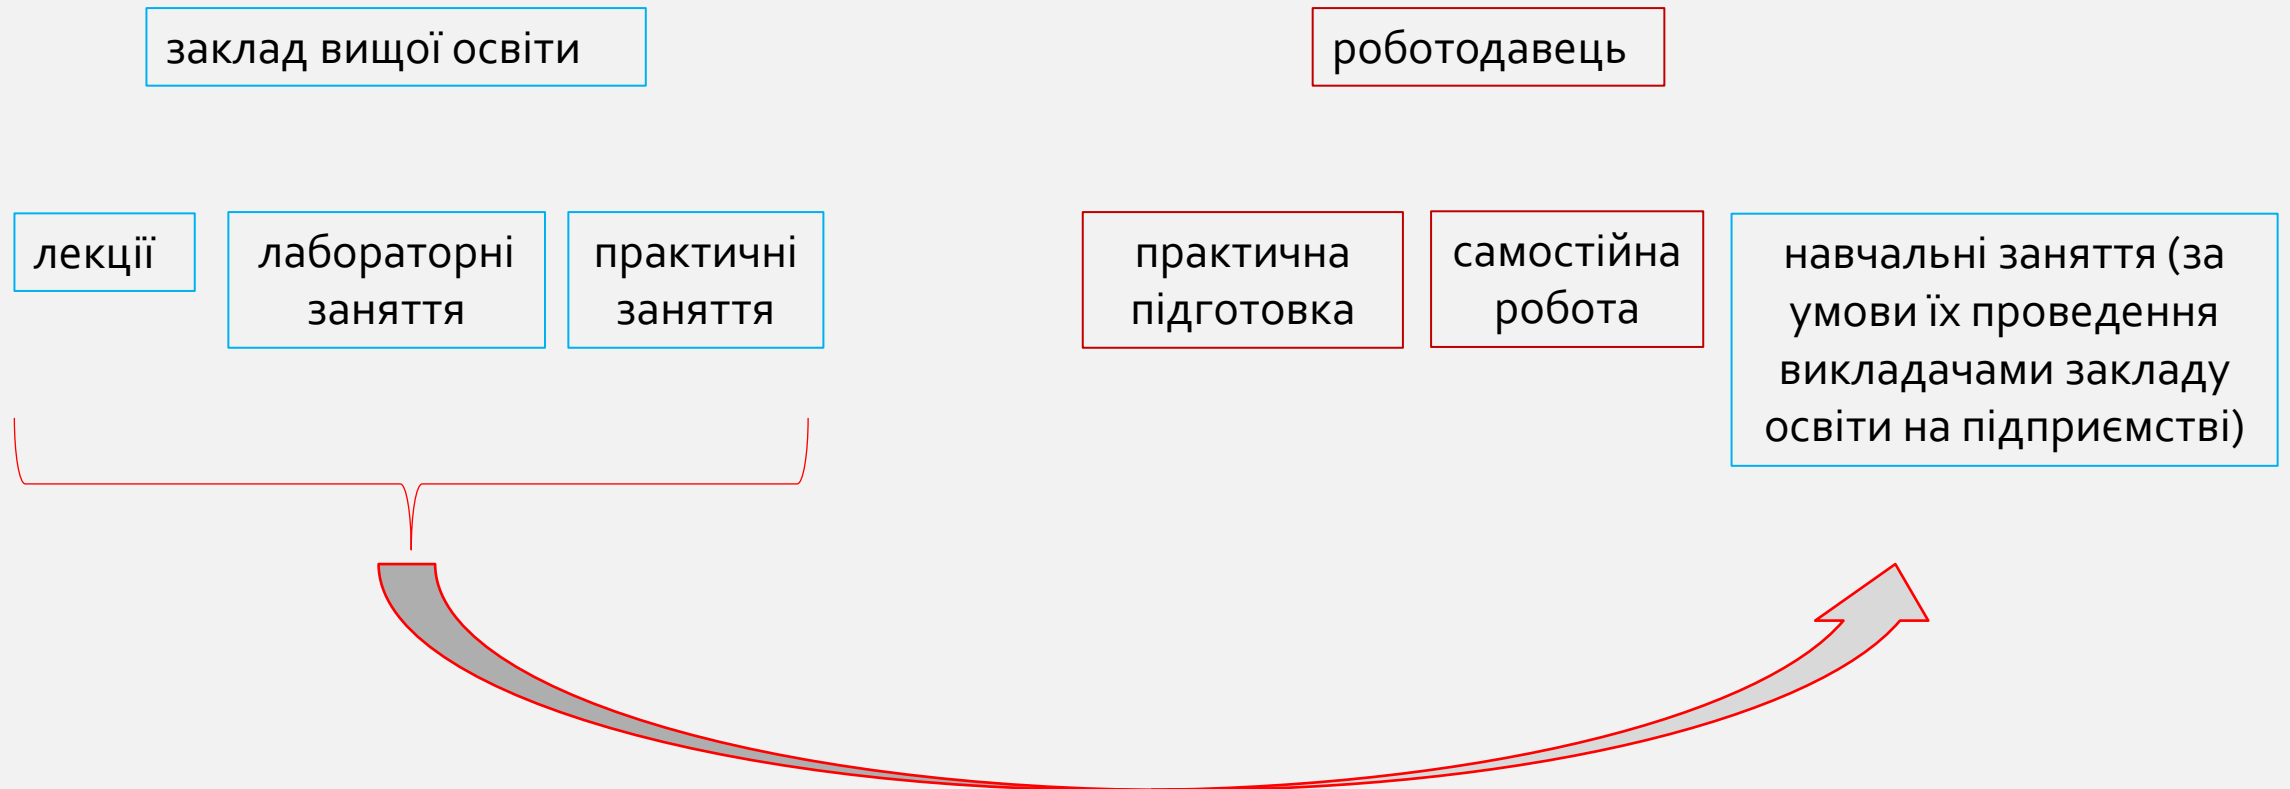 заклад вищої освіти
роботодавець
лекції
лабораторні
заняття
практичні
заняття
практична
підготовка
самостійна
робота
навчальні заняття (за
умови їх проведення
викладачами закладу
освіти на підприємстві)